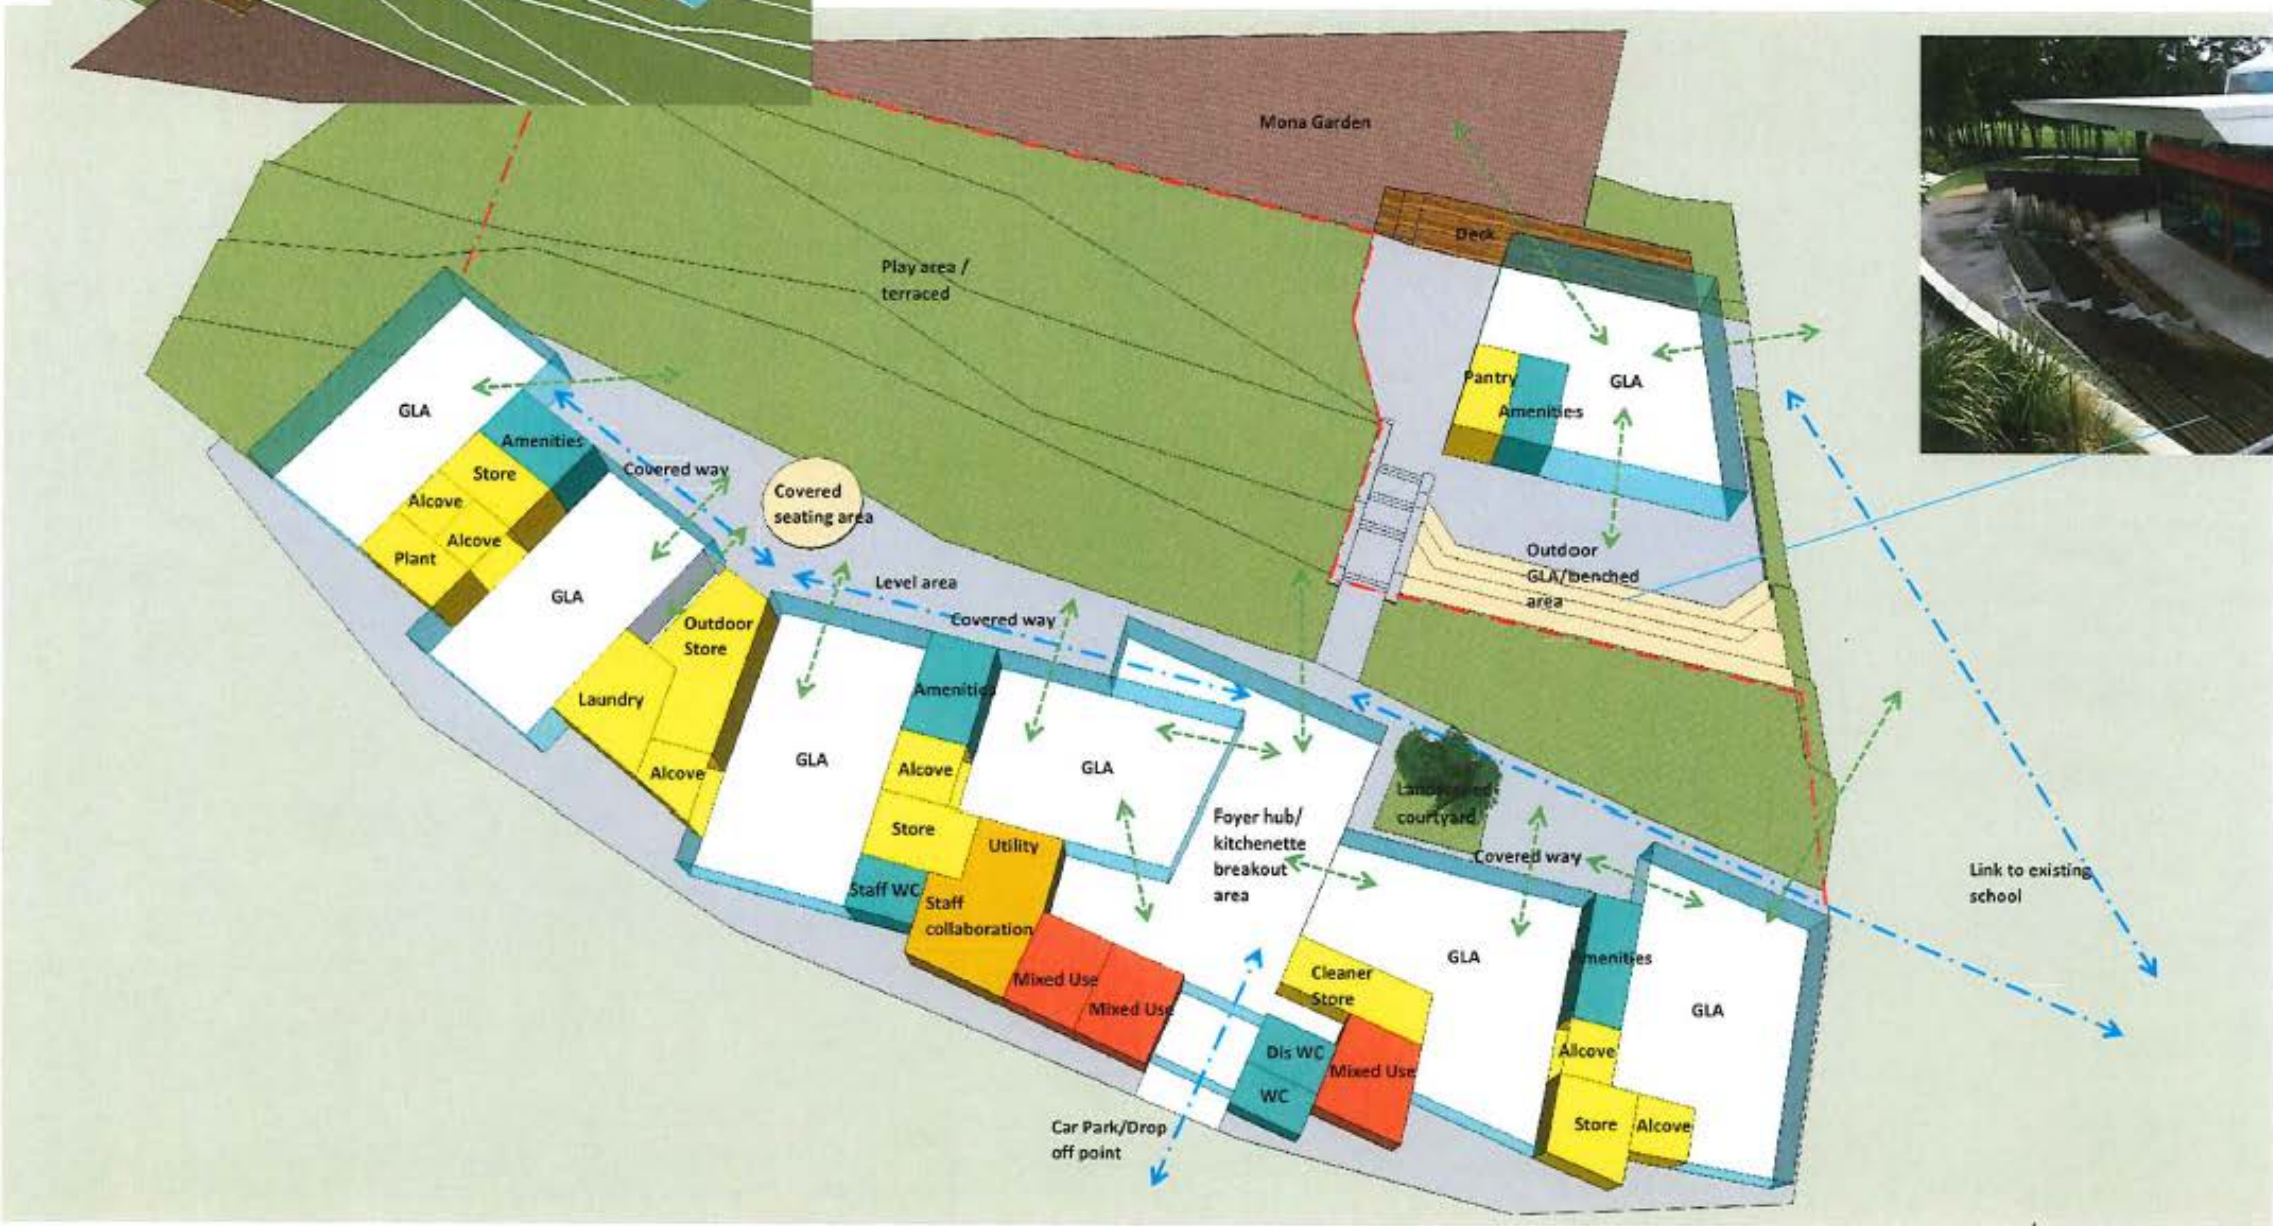 Mona Garden
Deck
Play area /
terraced
GLA
Pantry
Amenities
GLA
Amenities
Store
Alcove
Alcove
Plant
Covered way
Covered
seating area
Outdoor
GLA/benched
area
GLA
Level area
Covered way
Outdoor
Store
Laundry
Alcove
Amenities
GLA
Alcove
GLA
Store
Utility
Staff WC
Staff
collaboration
Foyer hub/
kitchenette
breakout
area
Landscaped
courtyard
Covered way
Link to existing
school
Mixed Use
Mixed Use
Cleaner
Store
GLA
Amenities
GLA
Dis WC
WC
Mixed Use
Alcove
Store
Alcove
Car Park/Drop
off point